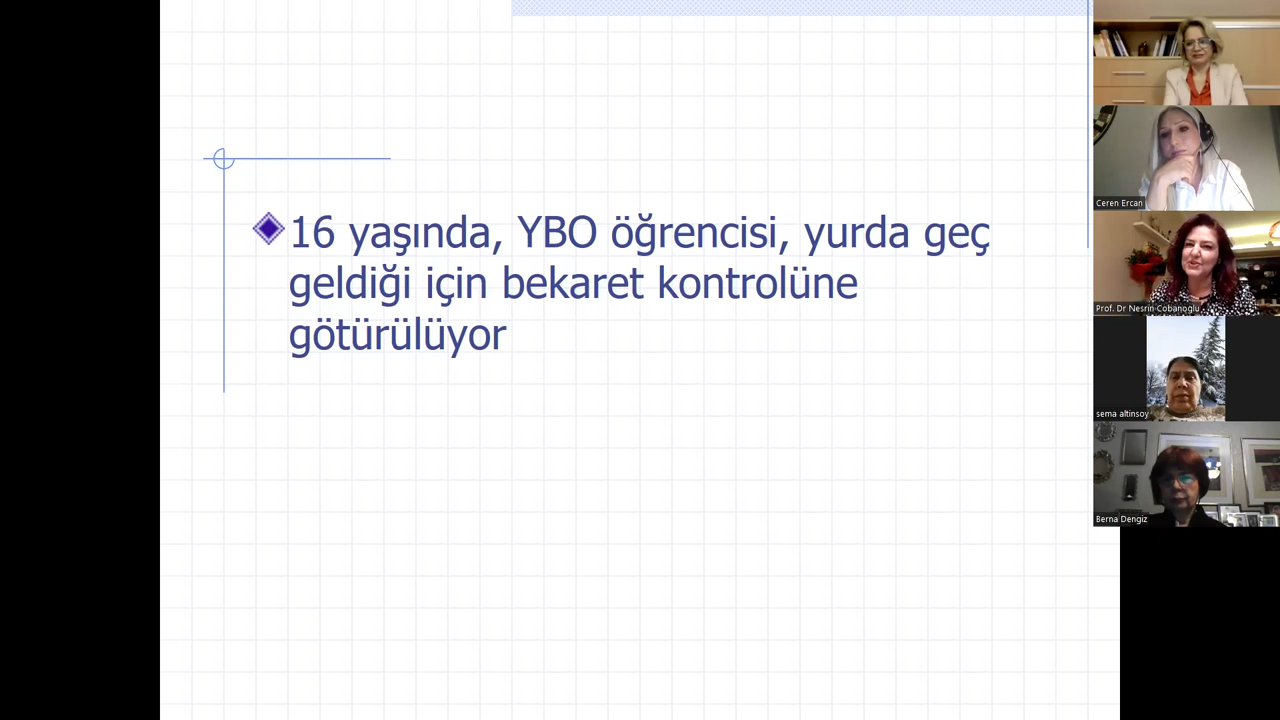 16 yaşında, YBO öğrencisi, yurda geç
geldiği için bekaret kontrolüne
götürülüyor
Ceren Ercan
Prof. Dr Nesrin Cobanoglu
sema altinsoy
Berna Dengiz